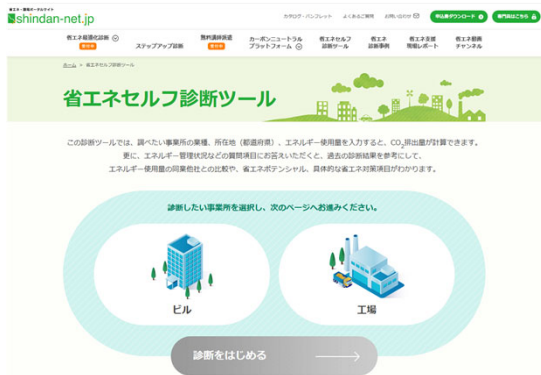 省エネ・節電ポータルサイト
shindan-net.jp
カタログ・パンフレット よくあるご質問 お問い合わせ 申込書ダウンロード 専門員はこちら
省エネ最適化診断 受付中 ステップアップ診断 無料講師派遣 受付中 カーボンニュートラル プラットフォーム 省エネセルフ 診断ツール 省エネ 診断事例 省エネ支援 現場レポート 省エネ動画 チャンネル
ホーム > 省エネセルフ診断ツール
省エネセルフ診断ツール
この診断ツールでは、調べたい事業所の業種、所在地（都道府県）、エネルギー使用量を入力すると、CO2排出量が計算できます。
更に、エネルギー管理状況などの質問項目にお答えいただくと、過去の診断結果を参考にして、
エネルギー使用量の同業他社との比較や、省エネポテンシャル、具体的な省エネ対策項目がわかります。
診断したい事業所を選択し、次のページへお進みください。
ビル 工場
診断をはじめる